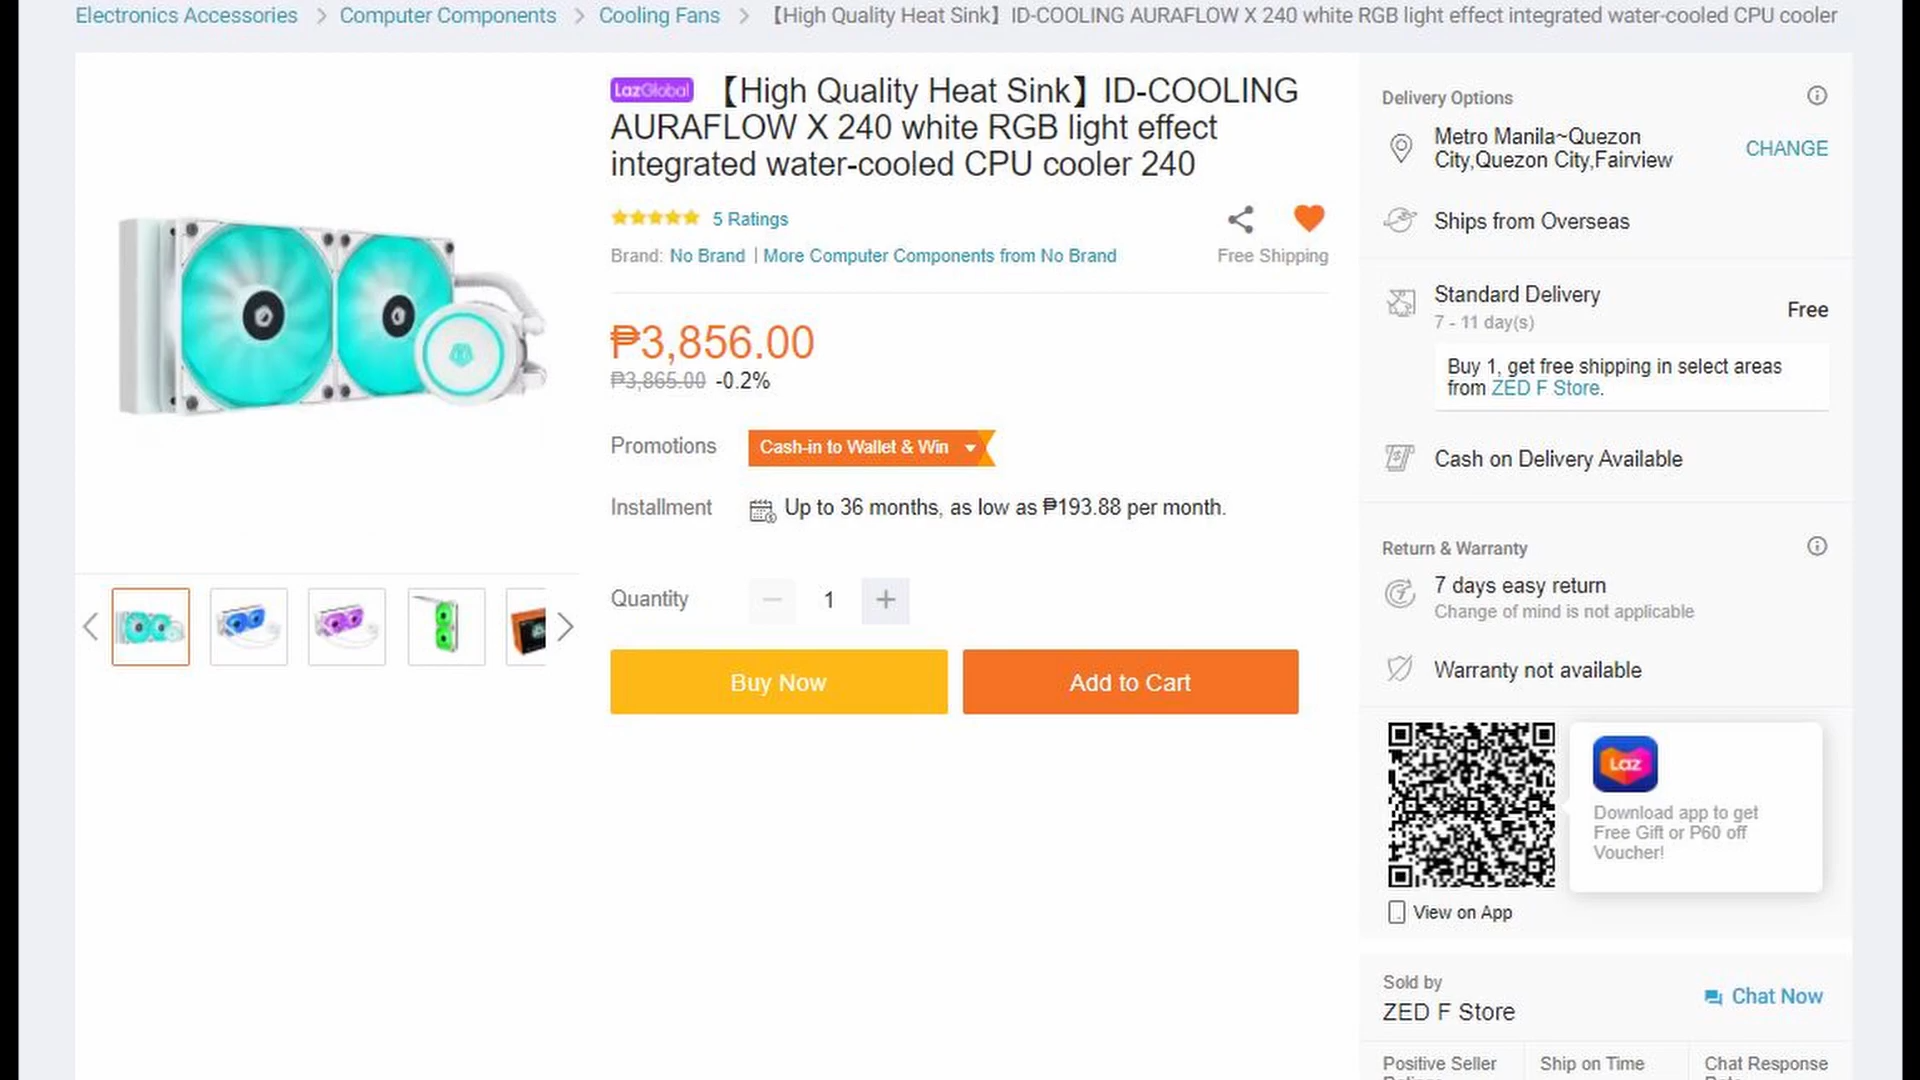 Electronics Accessories > Computer Components > Cooling Fans > 【High Quality Heat Sink】ID-COOLING AURAFLOW X 240 white RGB light effect integrated water-cooled CPU cooler
LazGlobal 【High Quality Heat Sink】ID-COOLING
AURAFLOW X 240 white RGB light effect
integrated water-cooled CPU cooler 240
5 Ratings
Brand: No Brand | More Computer Components from No Brand
Free Shipping
₱3,856.00
₱3,865.00 -0.2%
Promotions
Cash-in to Wallet & Win
Installment
Up to 36 months, as low as ₱193.88 per month.
Quantity
1
Buy Now
Add to Cart
Delivery Options
Metro Manila~Quezon
City,Quezon City,Fairview
CHANGE
Ships from Overseas
Standard Delivery
7 - 11 day(s)
Free
Buy 1, get free shipping in select areas
from ZED F Store.
Cash on Delivery Available
Return & Warranty
7 days easy return
Change of mind is not applicable
Warranty not available
Laz
Download app to get
Free Gift or P60 off
Voucher!
View on App
Sold by
ZED F Store
Chat Now
Positive Seller
Ship on Time
Chat Response